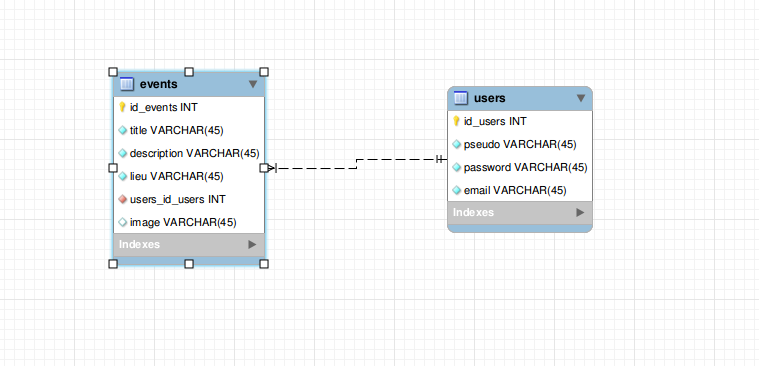 events
id_events INT
title VARCHAR(45)
description VARCHAR(45)
lieu VARCHAR(45)
users_id_users INT
image VARCHAR(45)
Indexes
users
id_users INT
pseudo VARCHAR(45)
password VARCHAR(45)
email VARCHAR(45)
Indexes